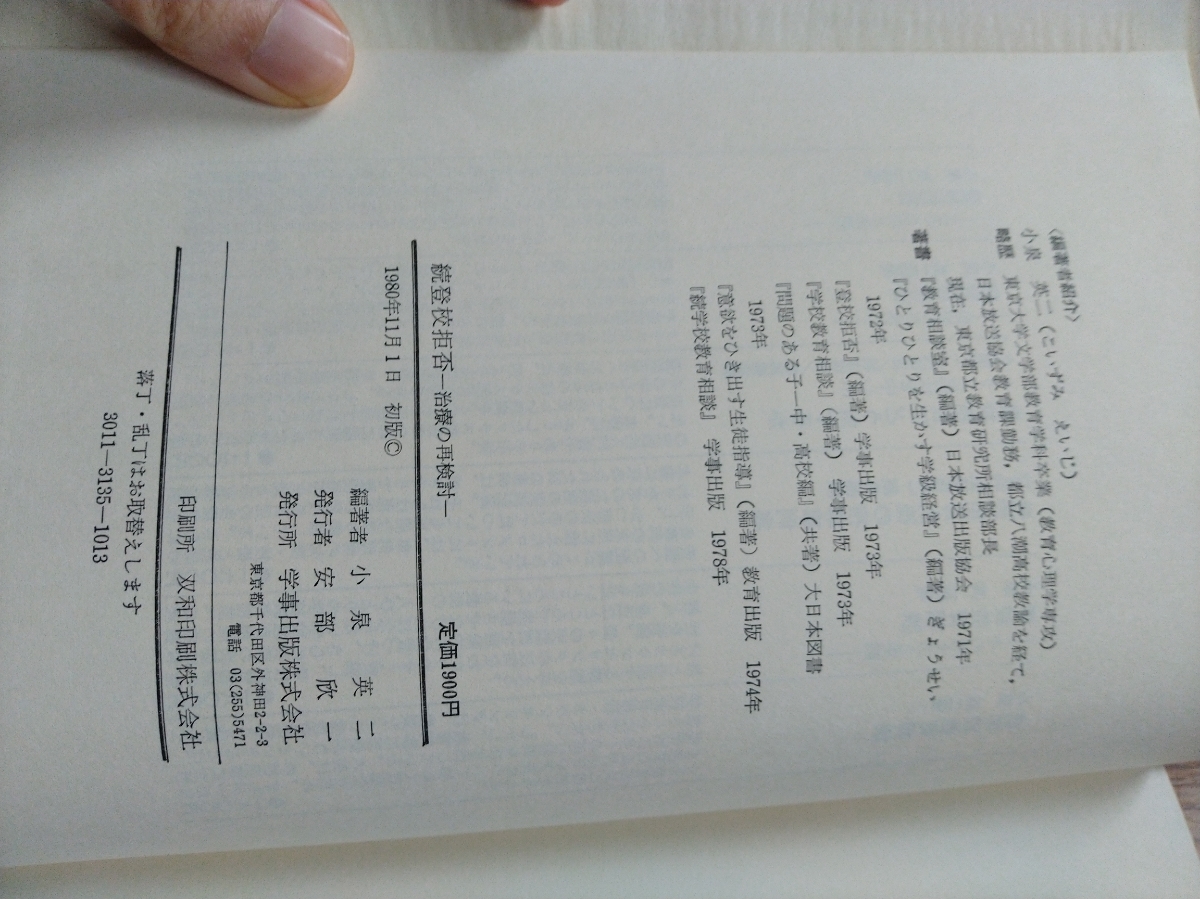 〈編著者紹介〉
小泉 英二（こいずみ えいじ）
略歴 東京大学文学部教育学科卒業（教育心理学専攻）
日本放送協会教育課勤務，都立八潮高校教諭を経て，
現在，東京都立教育研究所相談部長
著書 『教育相談室』（編著）日本放送出版協会 1971年
『ひとりひとりを生かす学級経営』（編著）ぎょうせい
1972年
『登校拒否』（編著）学事出版 1973年
『学校教育相談』（編著） 学事出版 1973年
『問題のある子―中・高校編』（共著）大日本図書
1973年
『意欲をひき出す生徒指導』（編著）教育出版 1974年
『続学校教育相談』 学事出版 1978年
続登校拒否―治療の再検討― 定価1900円
1980年11月1日 初版©
編著者 小泉英二
発行者 安部欣一
発行所 学事出版株式会社
東京都千代田区外神田2-2-3
電話 03(255)5471
印刷所 双和印刷株式会社
落丁・乱丁はお取替えします
3011―3135―1013